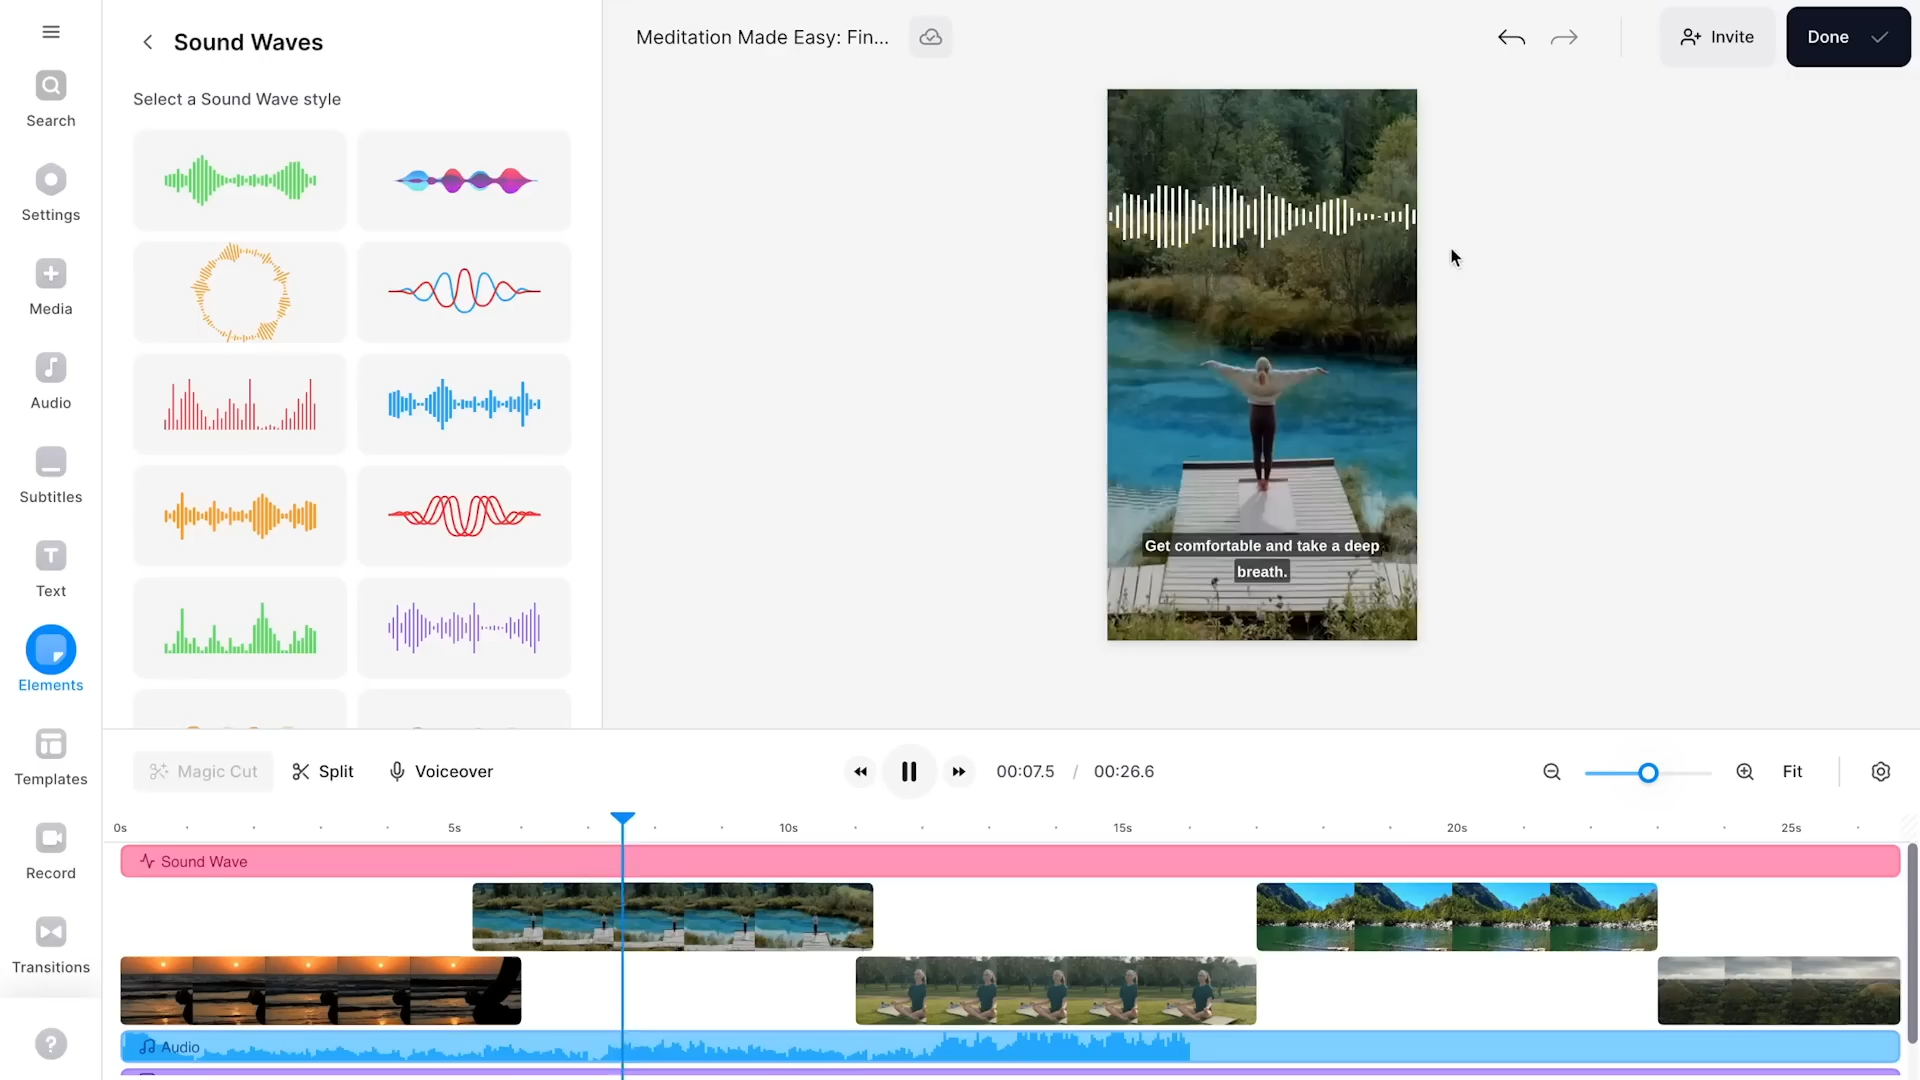 Sound Waves
Select a Sound Wave style
Search
Settings
Media
Audio
Subtitles
Text
Elements
Templates
Record
Transitions
?
Meditation Made Easy: Fin...
Invite
Done
Get comfortable and take a deep
breath.
Magic Cut
Split
Voiceover
00:07.5 / 00:26.6
Fit
0s 5s 10s 15s 20s 25s
Sound Wave
Audio